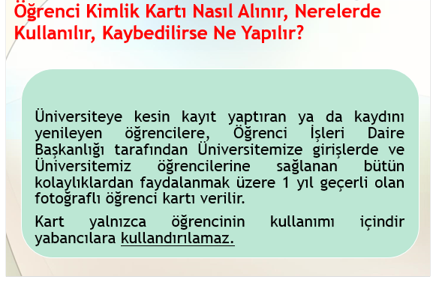 Öğrenci Kimlik Kartı Nasıl Alınır, Nerelerde
Kullanılır, Kaybedilirse Ne Yapılır?
Üniversiteye kesin kayıt yaptıran ya da kaydını
yenileyen öğrencilere, Öğrenci İşleri Daire
Başkanlığı tarafından Üniversitemize girişlerde ve
Üniversitemiz öğrencilerine sağlanan bütün
kolaylıklardan faydalanmak üzere 1 yıl geçerli olan
fotoğraflı öğrenci kartı verilir.
Kart yalnızca öğrencinin kullanımı içindir
yabancılara kullandırılamaz.